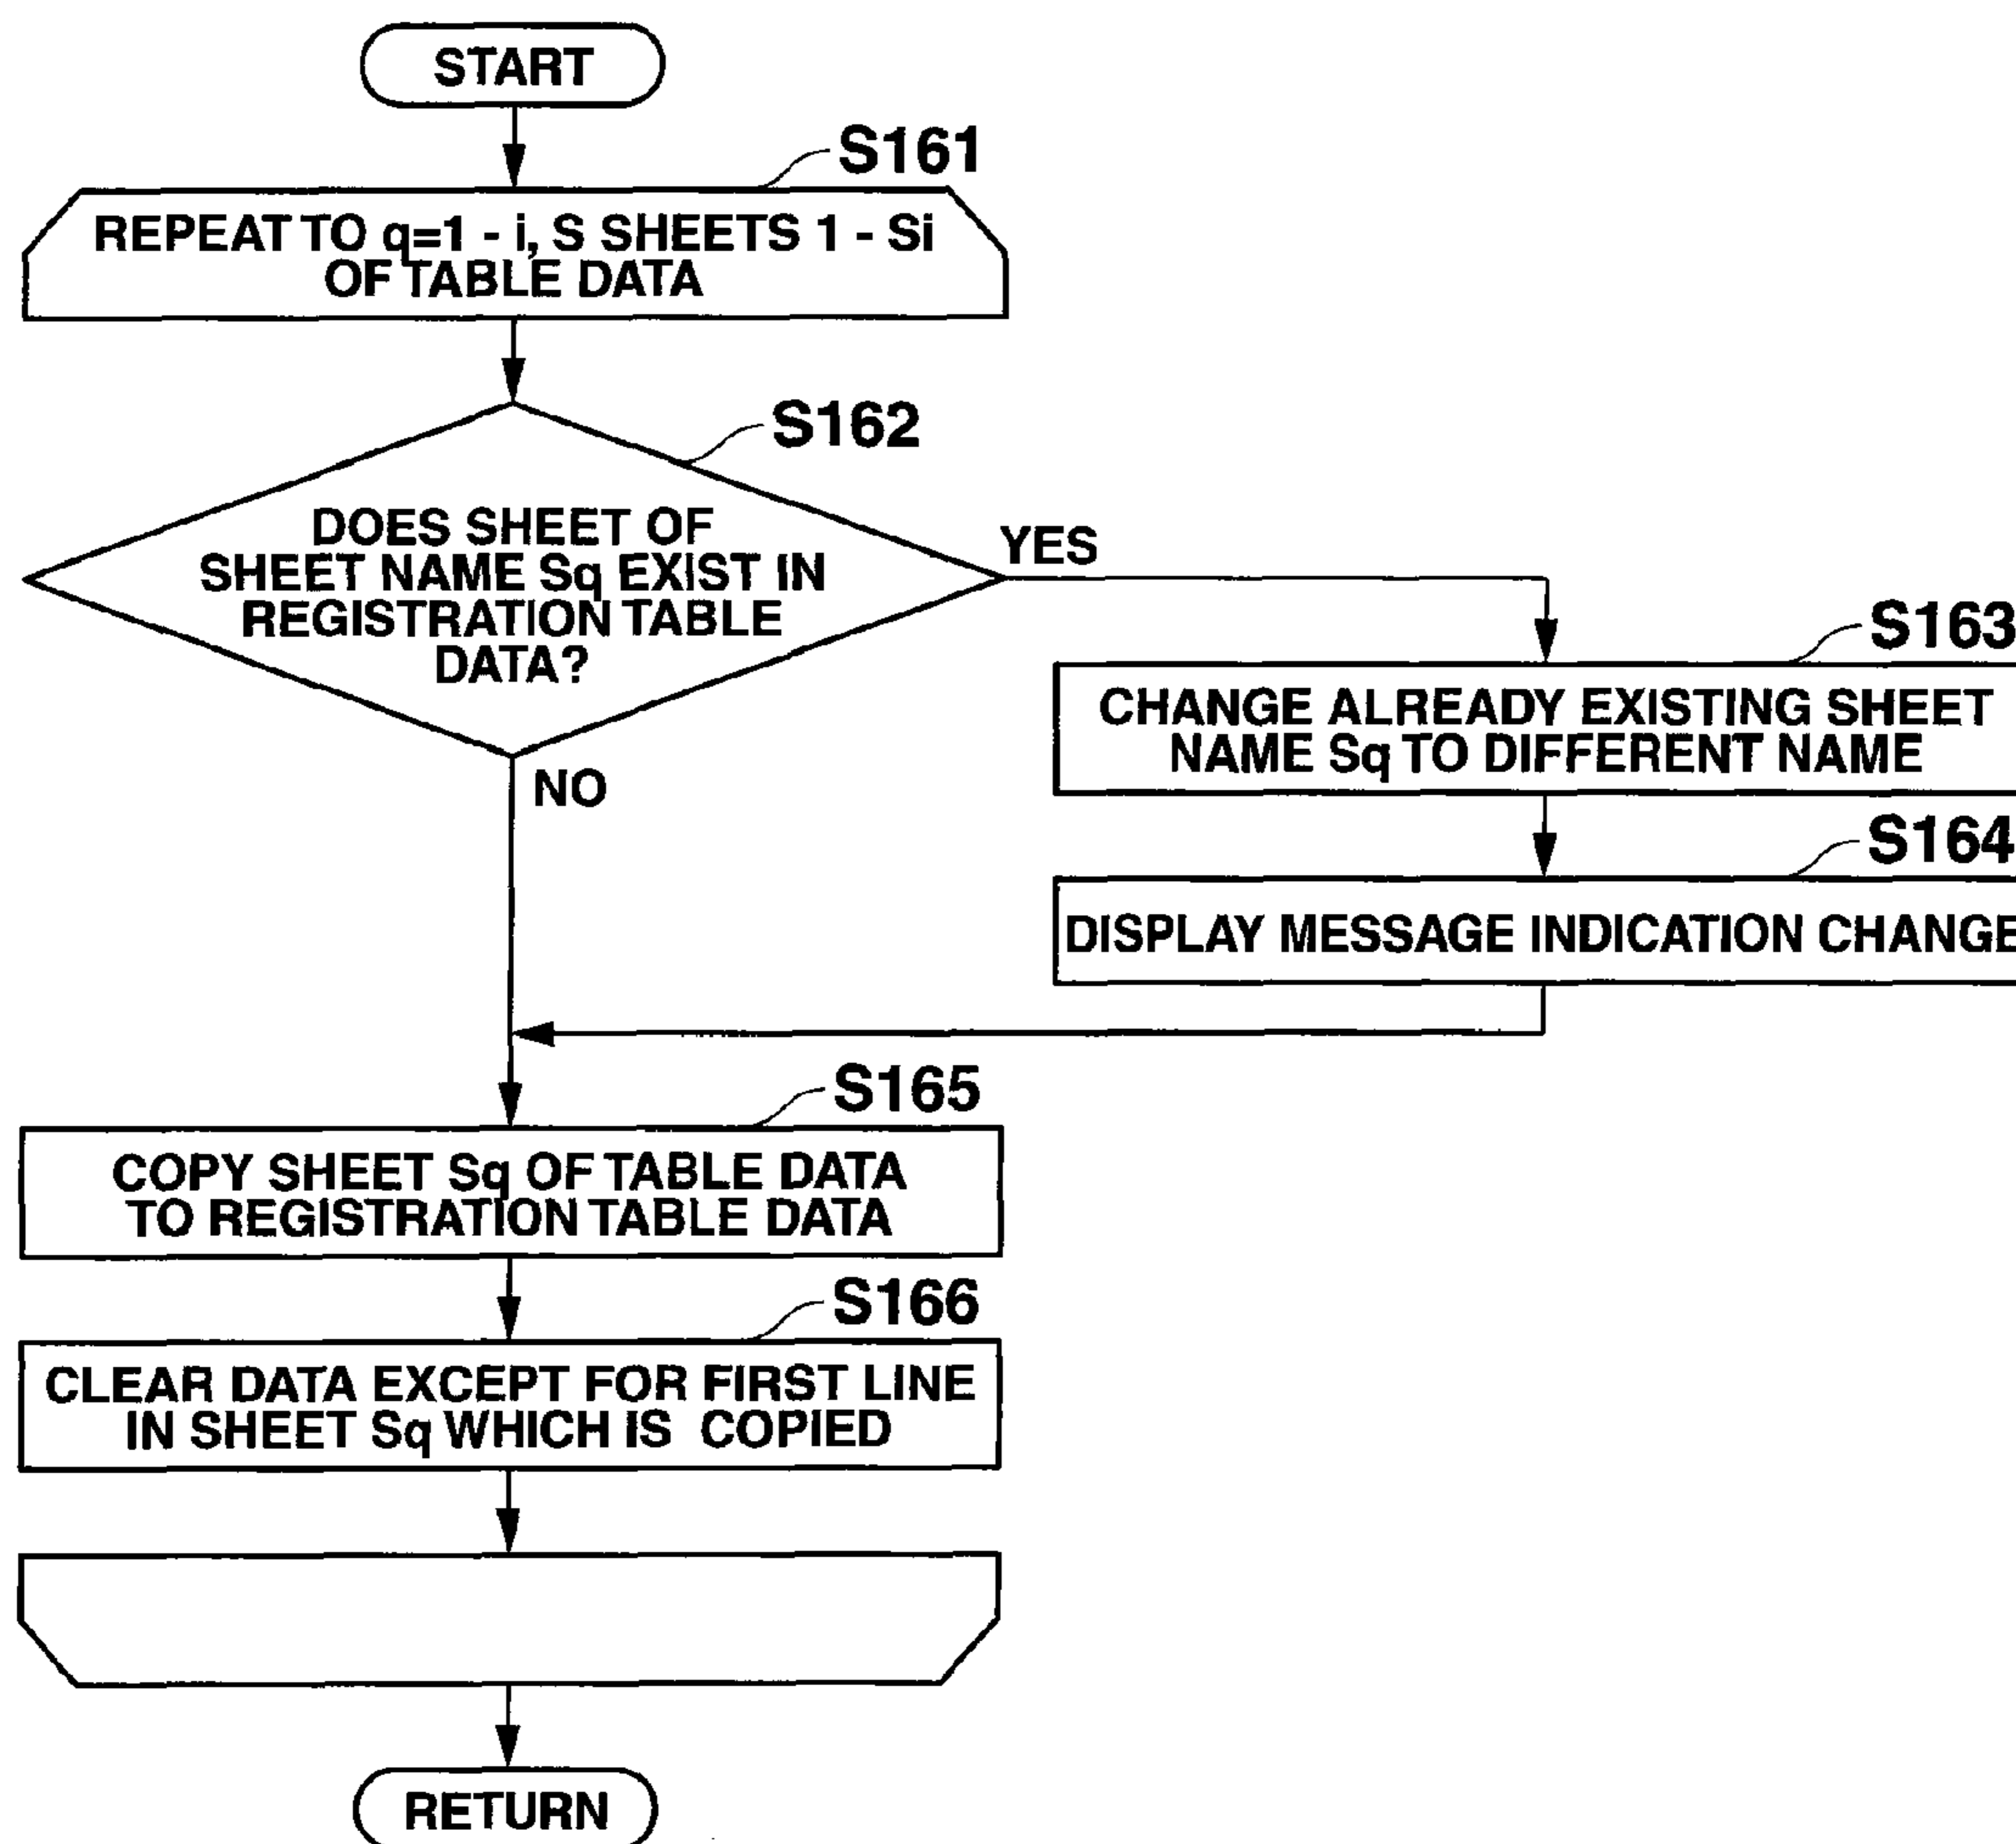 START
S161
REPEAT TO q=1 - i, S SHEETS 1 - Si
OF TABLE DATA
S162
DOES SHEET OF
SHEET NAME Sq EXIST IN
REGISTRATION TABLE
DATA?
YES
NO
S163
CHANGE ALREADY EXISTING SHEET
NAME Sq TO DIFFERENT NAME
S164
DISPLAY MESSAGE INDICATION CHANGE
S165
COPY SHEET Sq OF TABLE DATA
TO REGISTRATION TABLE DATA
S166
CLEAR DATA EXCEPT FOR FIRST LINE
IN SHEET Sq WHICH IS COPIED
RETURN